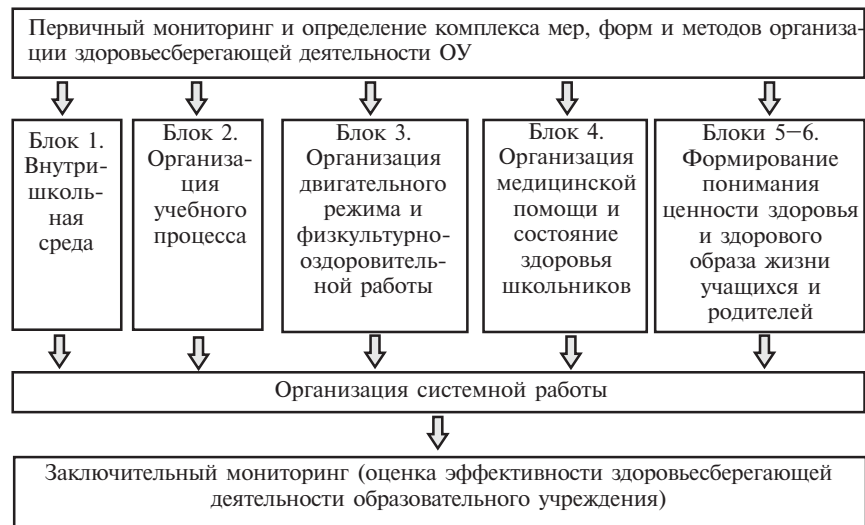 Первичный мониторинг и определение комплекса мер, форм и методов организа-
ции здоровьесберегающей деятельности ОУ
Блок 1.
Внутри-
школь-
ная
среда
Блок 2.
Организа-
ция
учебного
процесса
Блок 3.
Организация
двигательного
режима и
физкультурно-
оздоровитель-
ной работы
Блок 4.
Организация
медицинской
помощи и
состояние
здоровья
школьников
Блоки 5−6.
Формирование
понимания
ценности здоровья
и здорового
образа жизни
учащихся и
родителей
Организация системной работы
Заключительный мониторинг (оценка эффективности здоровьесберегающей
деятельности образовательного учреждения)